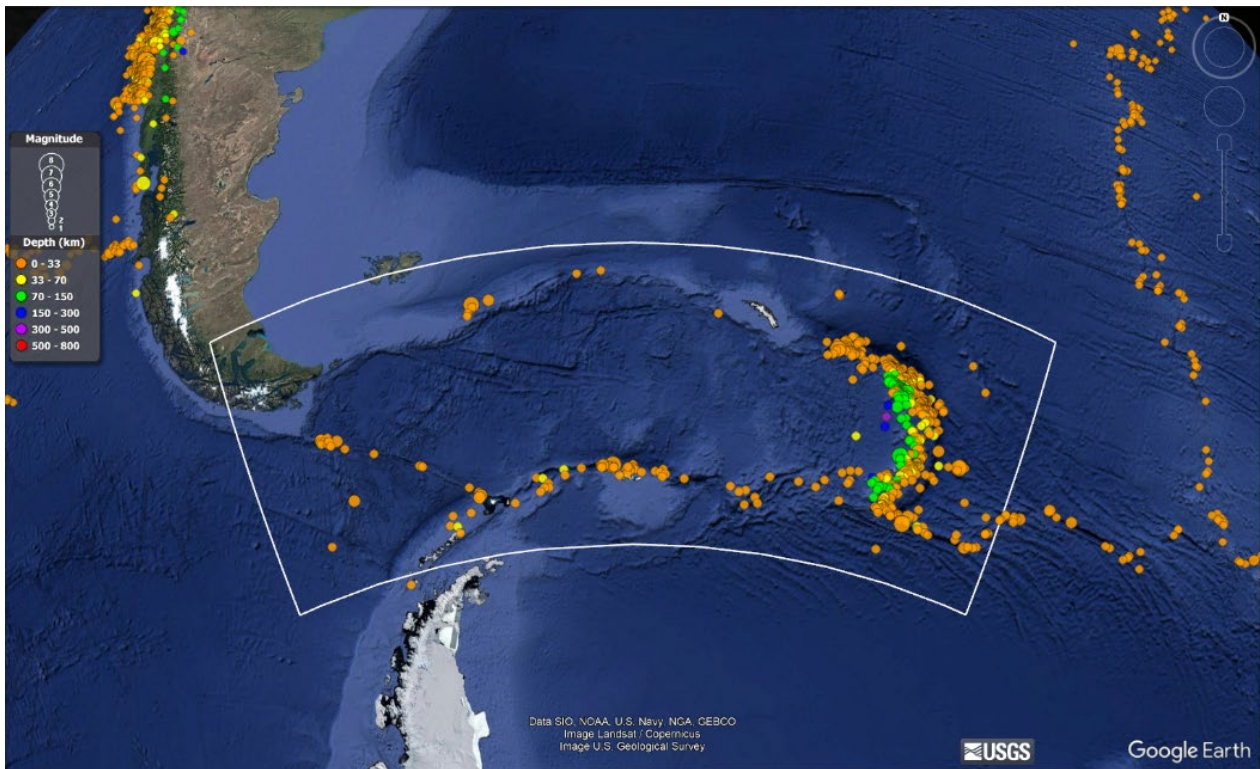 N
Magnitude
8
7
6
5
4
3
2
1
Depth (km)
0 - 33
33 - 70
70 - 150
150 - 300
300 - 500
500 - 800
Data SIO, NOAA, U.S. Navy, NGA, GEBCO
Image Landsat / Copernicus
Image U.S. Geological Survey
USGS
Google Earth